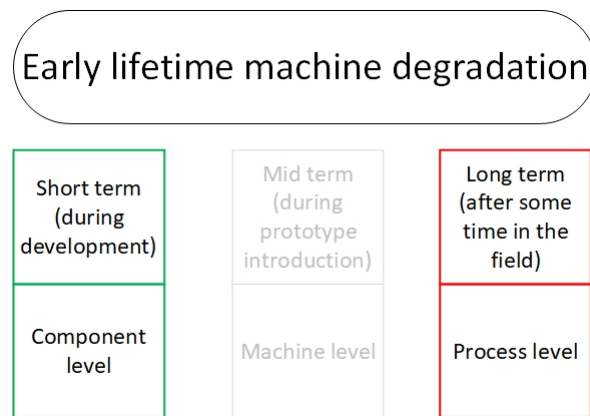 Early lifetime machine degradation
Short term
(during
development)
Mid term
(during
prototype
introduction)
Long term
(after some
time in the
field)
Component
level
Machine level
Process level